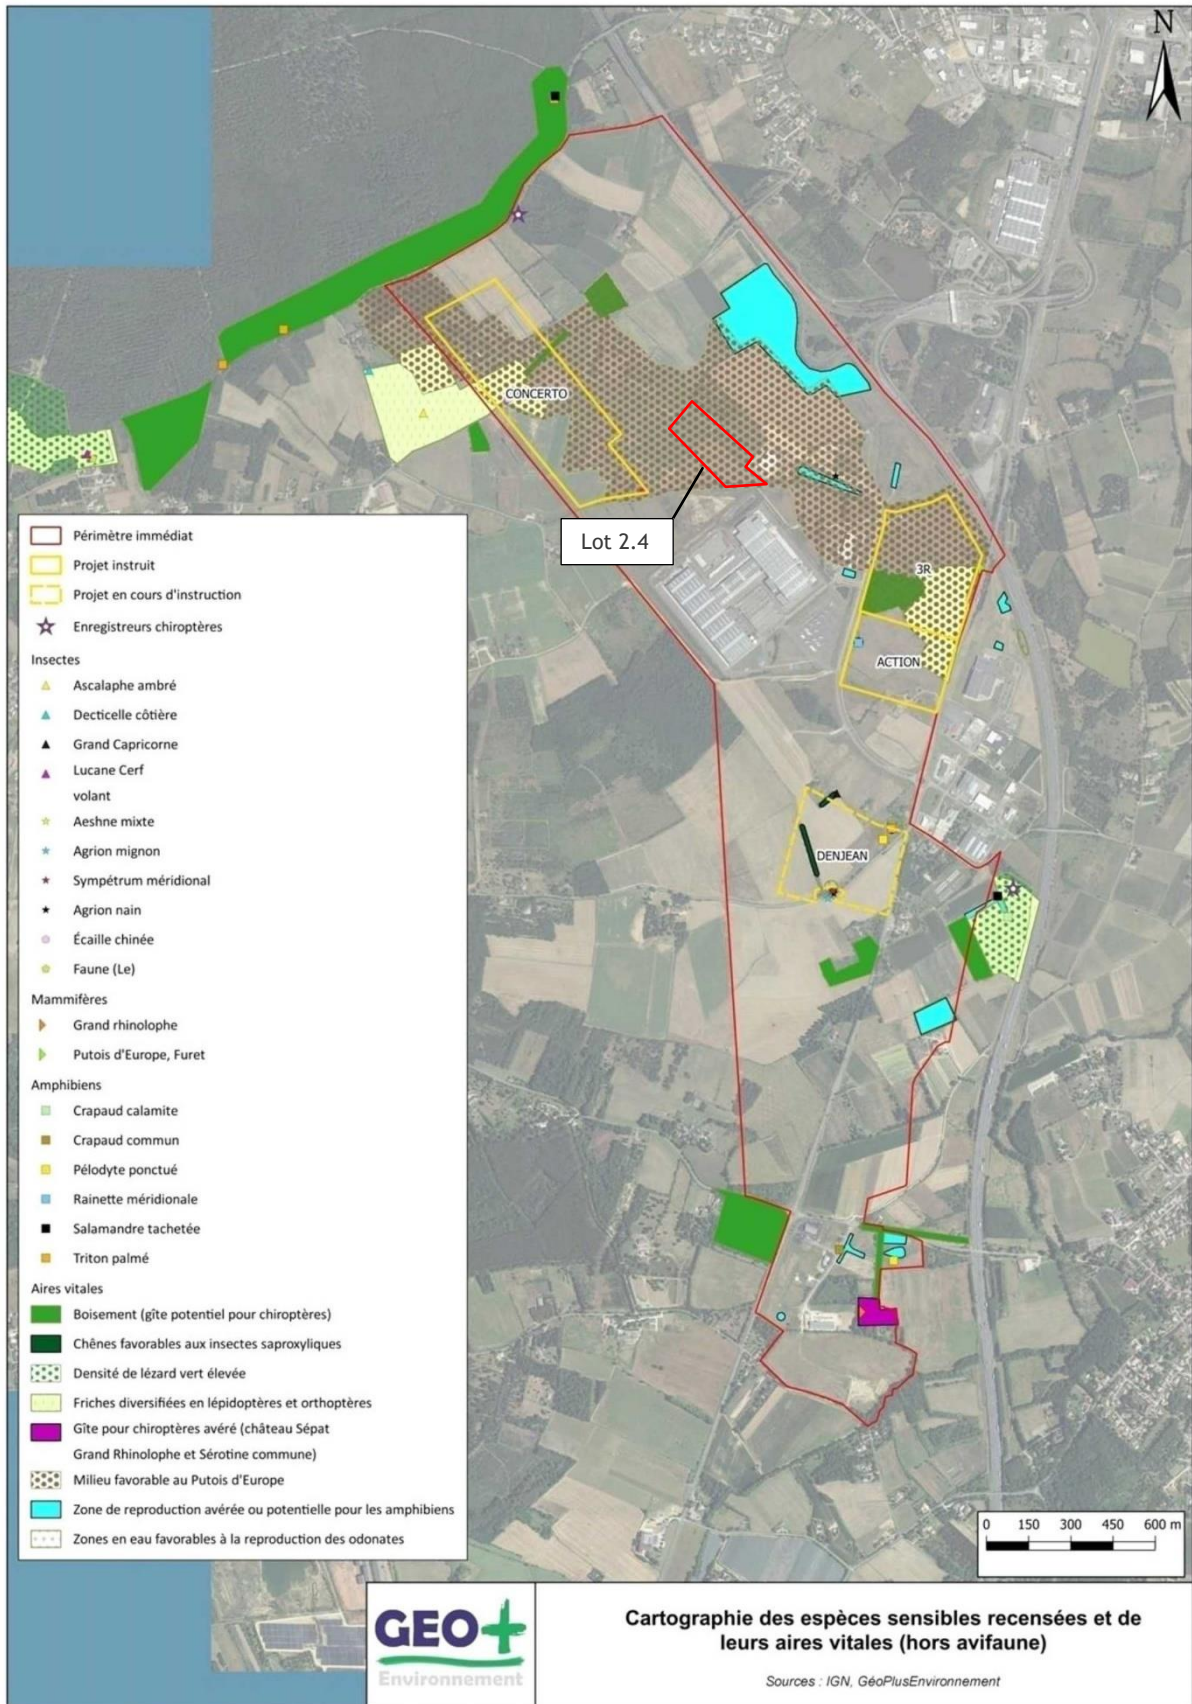 N
CONCERTO
Lot 2.4
3R
ACTION
DENJEAN
Périmètre immédiat
Projet instruit
Projet en cours d'instruction
Enregistreurs chiroptères
Insectes
Ascalaphe ambré
Decticelle côtière
Grand Capricorne
Lucane Cerf
volant
Aeshne mixte
Agrion mignon
Sympétrum méridional
Agrion nain
Écaille chinée
Faune (Le)
Mammifères
Grand rhinolophe
Putois d'Europe, Furet
Amphibiens
Crapaud calamite
Crapaud commun
Pélodyte ponctué
Rainette méridionale
Salamandre tachetée
Triton palmé
Aires vitales
Boisement (gîte potentiel pour chiroptères)
Chênes favorables aux insectes saproxyliques
Densité de lézard vert élevée
Friches diversifiées en lépidoptères et orthoptères
Gîte pour chiroptères avéré (château Sépat
Grand Rhinolophe et Sérotine commune)
Milieu favorable au Putois d'Europe
Zone de reproduction avérée ou potentielle pour les amphibiens
Zones en eau favorables à la reproduction des odonates
0 150 300 450 600 m
GEO+
Environnement
Cartographie des espèces sensibles recensées et de
leurs aires vitales (hors avifaune)
Sources : IGN, GéoPlusEnvironnement